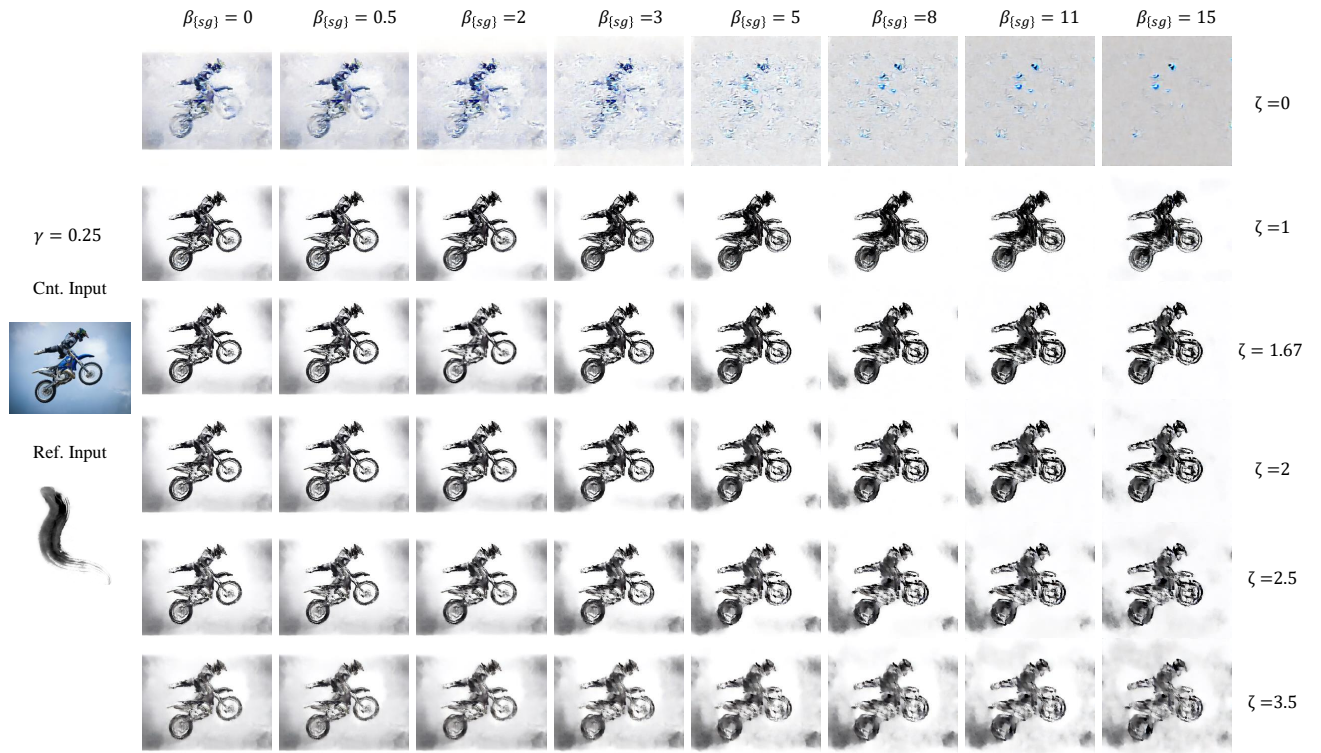 β{sg} = 0
β{sg} = 0.5
β{sg} =2
β{sg} =3
β{sg} = 5
β{sg} =8
β{sg} = 11
β{sg} = 15
ζ =0
γ = 0.25
ζ =1
Cnt. Input
ζ = 1.67
Ref. Input
ζ =2
ζ =2.5
ζ =3.5